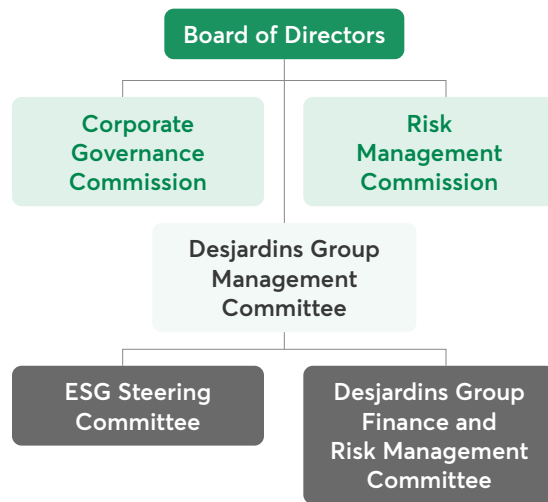 Board of Directors
Corporate
Governance
Commission
Risk
Management
Commission
Desjardins Group
Management
Committee
ESG Steering
Committee
Desjardins Group
Finance and
Risk Management
Committee